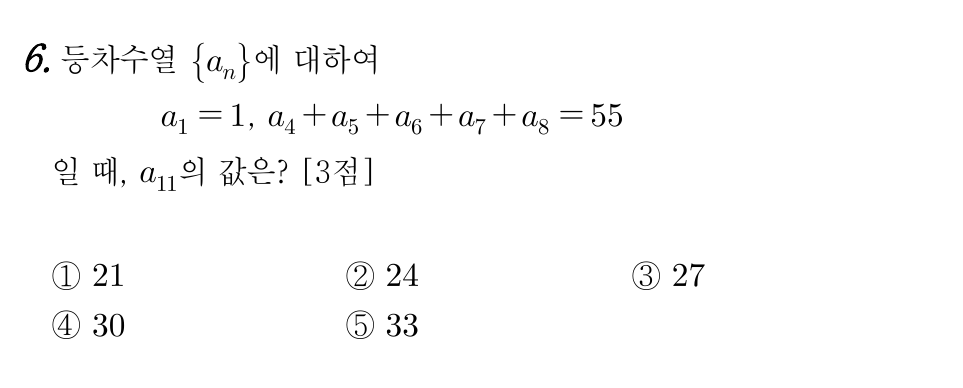 6. 등차수열 {aₙ}에 대하여
a₁ = 1, a₄ + a₅ + a₆ + a₇ + a₈ = 55
일 때, a₁₁의 값은? [3점]
① 21 ② 24 ③ 27
④ 30 ⑤ 33